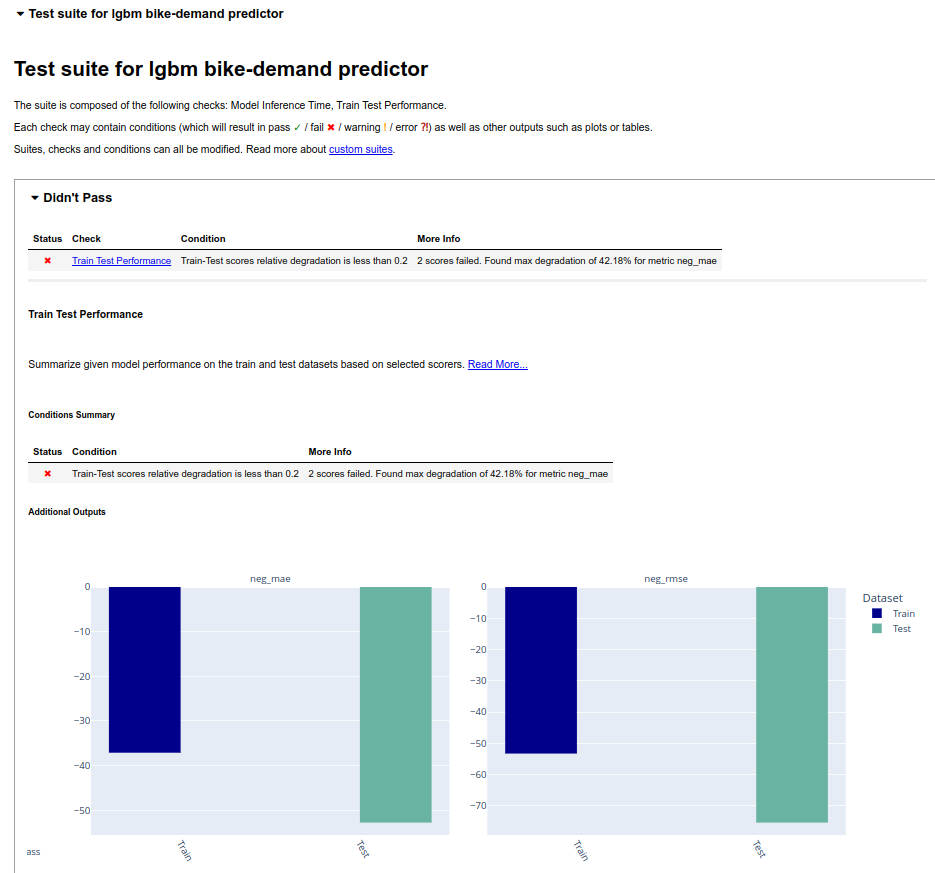 Test suite for lgbm bike-demand predictor
Test suite for lgbm bike-demand predictor
The suite is composed of the following checks: Model Inference Time, Train Test Performance.
Each check may contain conditions (which will result in pass ✓ / fail ✖ / warning ! / error ⁈) as well as other outputs such as plots or tables.
Suites, checks and conditions can all be modified. Read more about custom suites.
Didn't Pass
Status Check Condition More Info
✖ Train Test Performance Train-Test scores relative degradation is less than 0.2 2 scores failed. Found max degradation of 42.18% for metric neg_mae
Train Test Performance
Summarize given model performance on the train and test datasets based on selected scorers. Read More...
Conditions Summary
Status Condition More Info
✖ Train-Test scores relative degradation is less than 0.2 2 scores failed. Found max degradation of 42.18% for metric neg_mae
Additional Outputs
neg_mae
0
−10
−20
−30
−40
−50
Train
Test
neg_rmse
0
−10
−20
−30
−40
−50
−60
−70
Train
Test
Dataset
Train
Test
ass